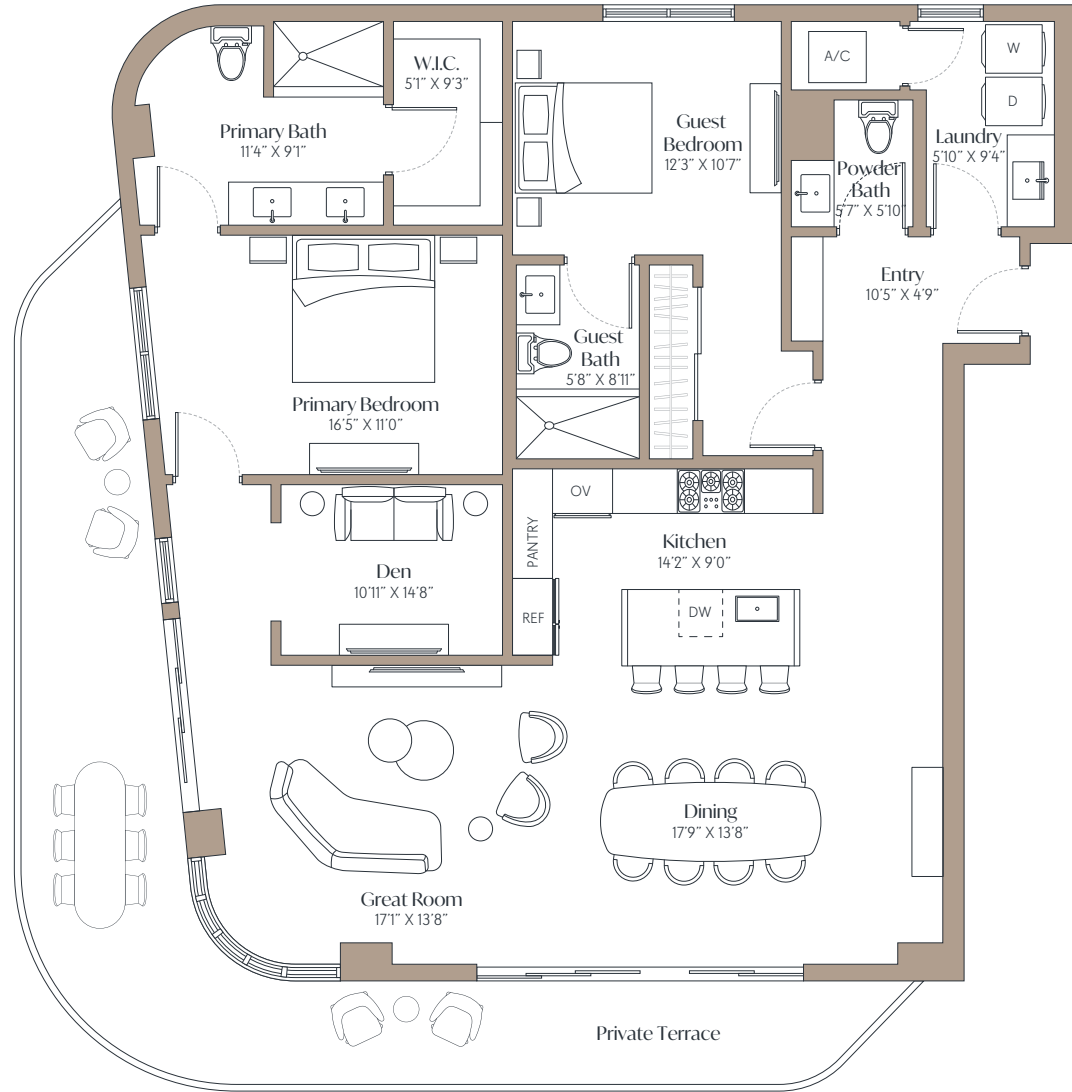 W.I.C.
5'1" X 9'3"
A/C
W
D
Primary Bath
11'4" X 9'1"
Guest
Bedroom
12'3" X 10'7"
Laundry
5'10" X 9'4"
Powder
Bath
5'7" X 5'10"
Entry
10'5" X 4'9"
Guest
Bath
5'8" X 8'11"
Primary Bedroom
16'5" X 11'0"
OV
PANTRY
Kitchen
14'2" X 9'0"
Den
10'11" X 14'8"
REF
DW
Dining
17'9" X 13'8"
Great Room
17'1" X 13'8"
Private Terrace